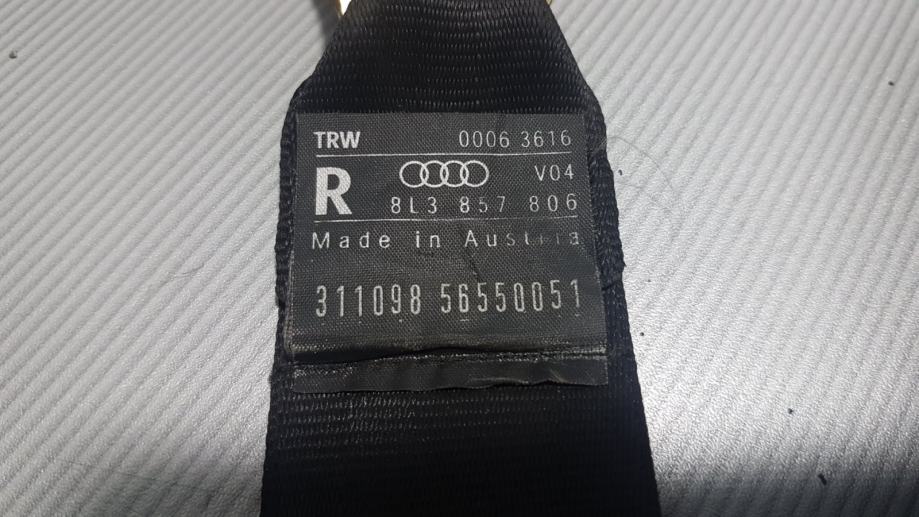 TRW 0006 3616
R V04
8L3 857 806
Made in Austria
311098 56550051